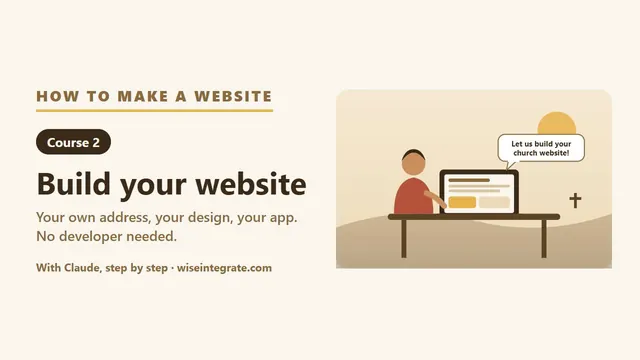 HOW TO MAKE A WEBSITE
Course 2
Build your website
Your own address, your design, your app.
No developer needed.
With Claude, step by step · wiseintegrate.com
Let us build your
church website!